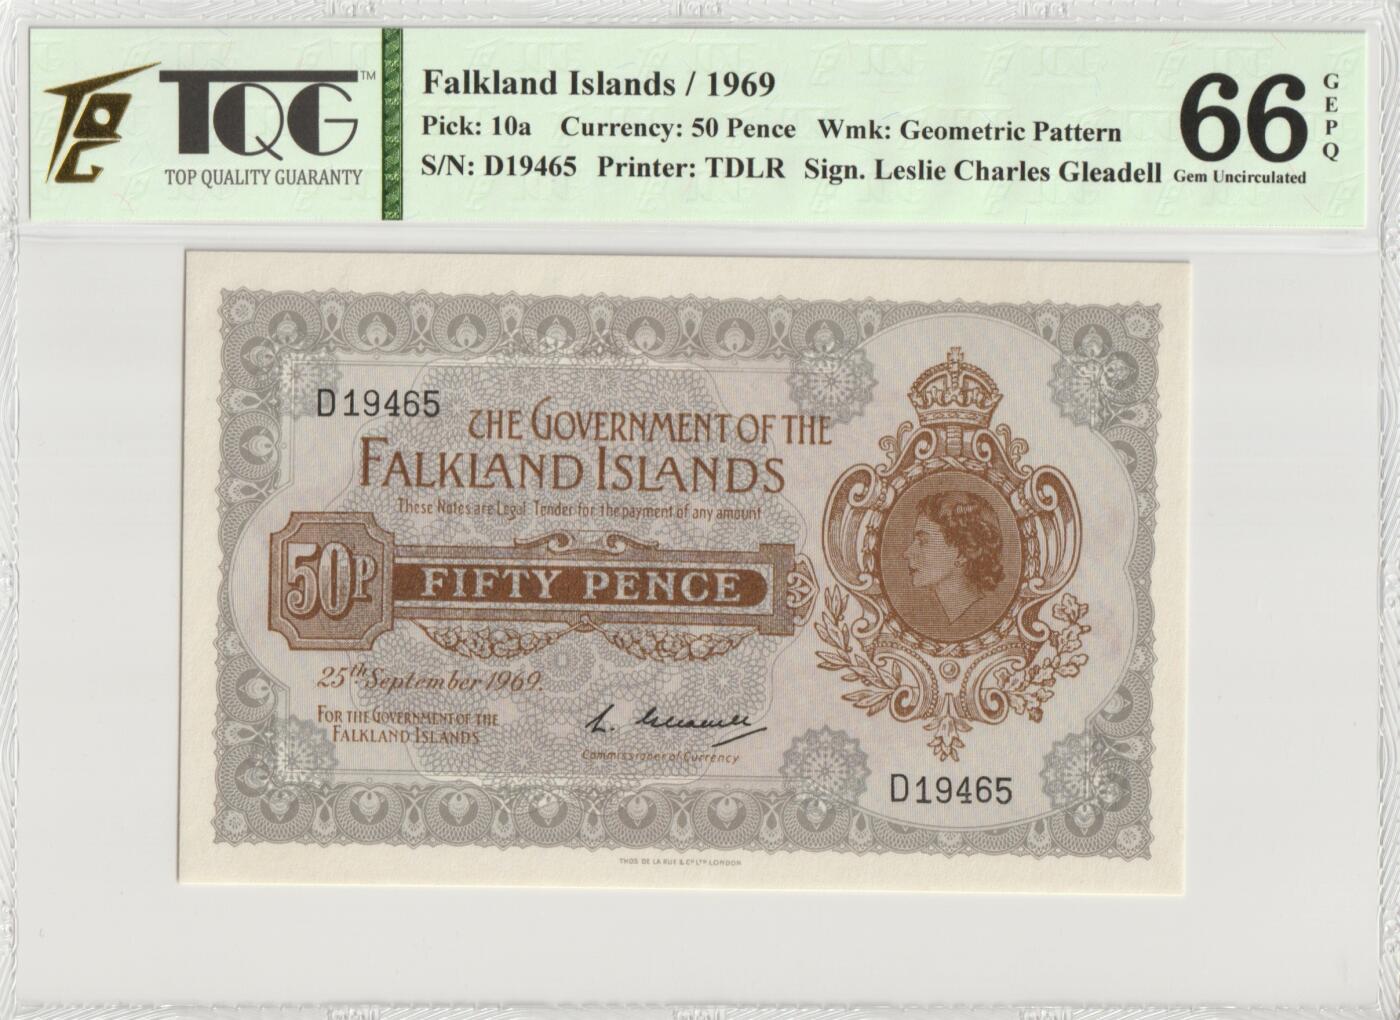 TQG™
TOP QUALITY GUARANTY
Falkland Islands / 1969
Pick: 10a Currency: 50 Pence Wmk: Geometric Pattern
S/N: D19465 Printer: TDLR Sign. Leslie Charles Gleadell
66
GEPQ
Gem Uncirculated
D19465
THE GOVERNMENT OF THE
FALKLAND ISLANDS
These Notes are Legal Tender for the payment of any amount
50P
FIFTY PENCE
25th September 1969.
FOR THE GOVERNMENT OF THE
FALKLAND ISLANDS
L. Gleadell
Commissioner of Currency
D19465
THOS DE LA RUE & Co LTD LONDON